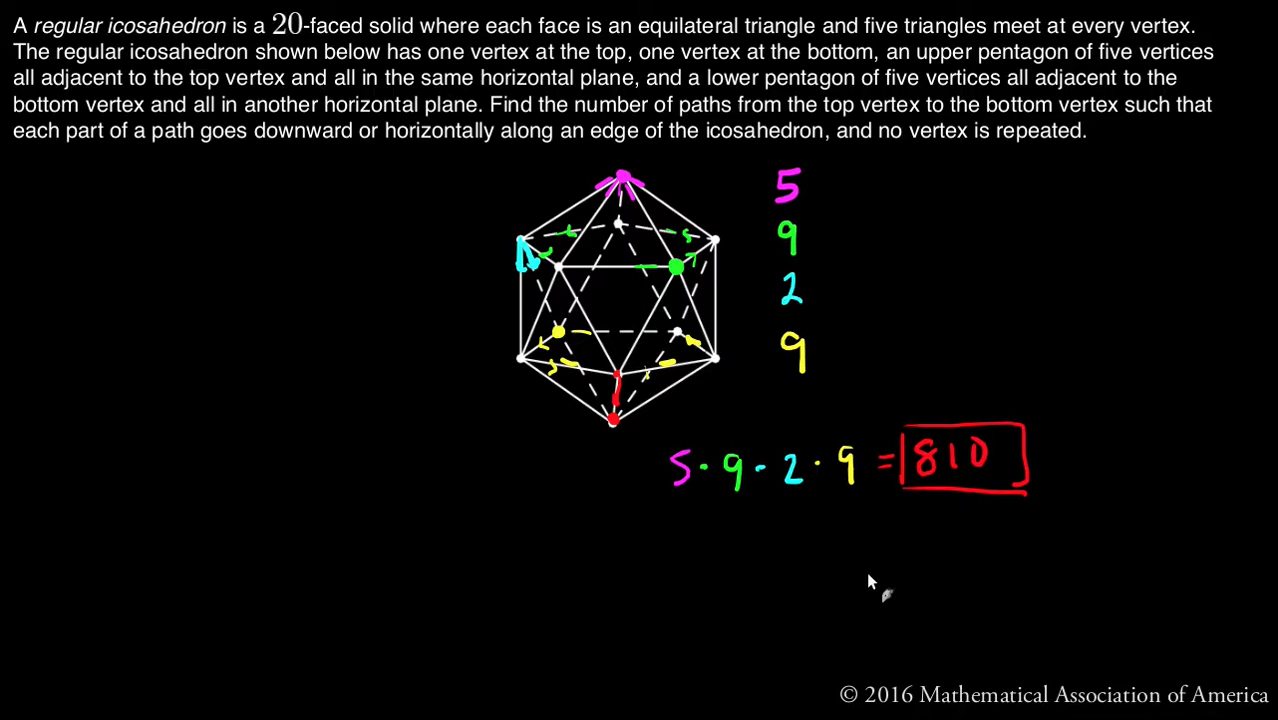 A regular icosahedron is a 20-faced solid where each face is an equilateral triangle and five triangles meet at every vertex.
The regular icosahedron shown below has one vertex at the top, one vertex at the bottom, an upper pentagon of five vertices
all adjacent to the top vertex and all in the same horizontal plane, and a lower pentagon of five vertices all adjacent to the
bottom vertex and all in another horizontal plane. Find the number of paths from the top vertex to the bottom vertex such that
each part of a path goes downward or horizontally along an edge of the icosahedron, and no vertex is repeated.
5
9
2
9
5 · 9 · 2 · 9 = 810
© 2016 Mathematical Association of America